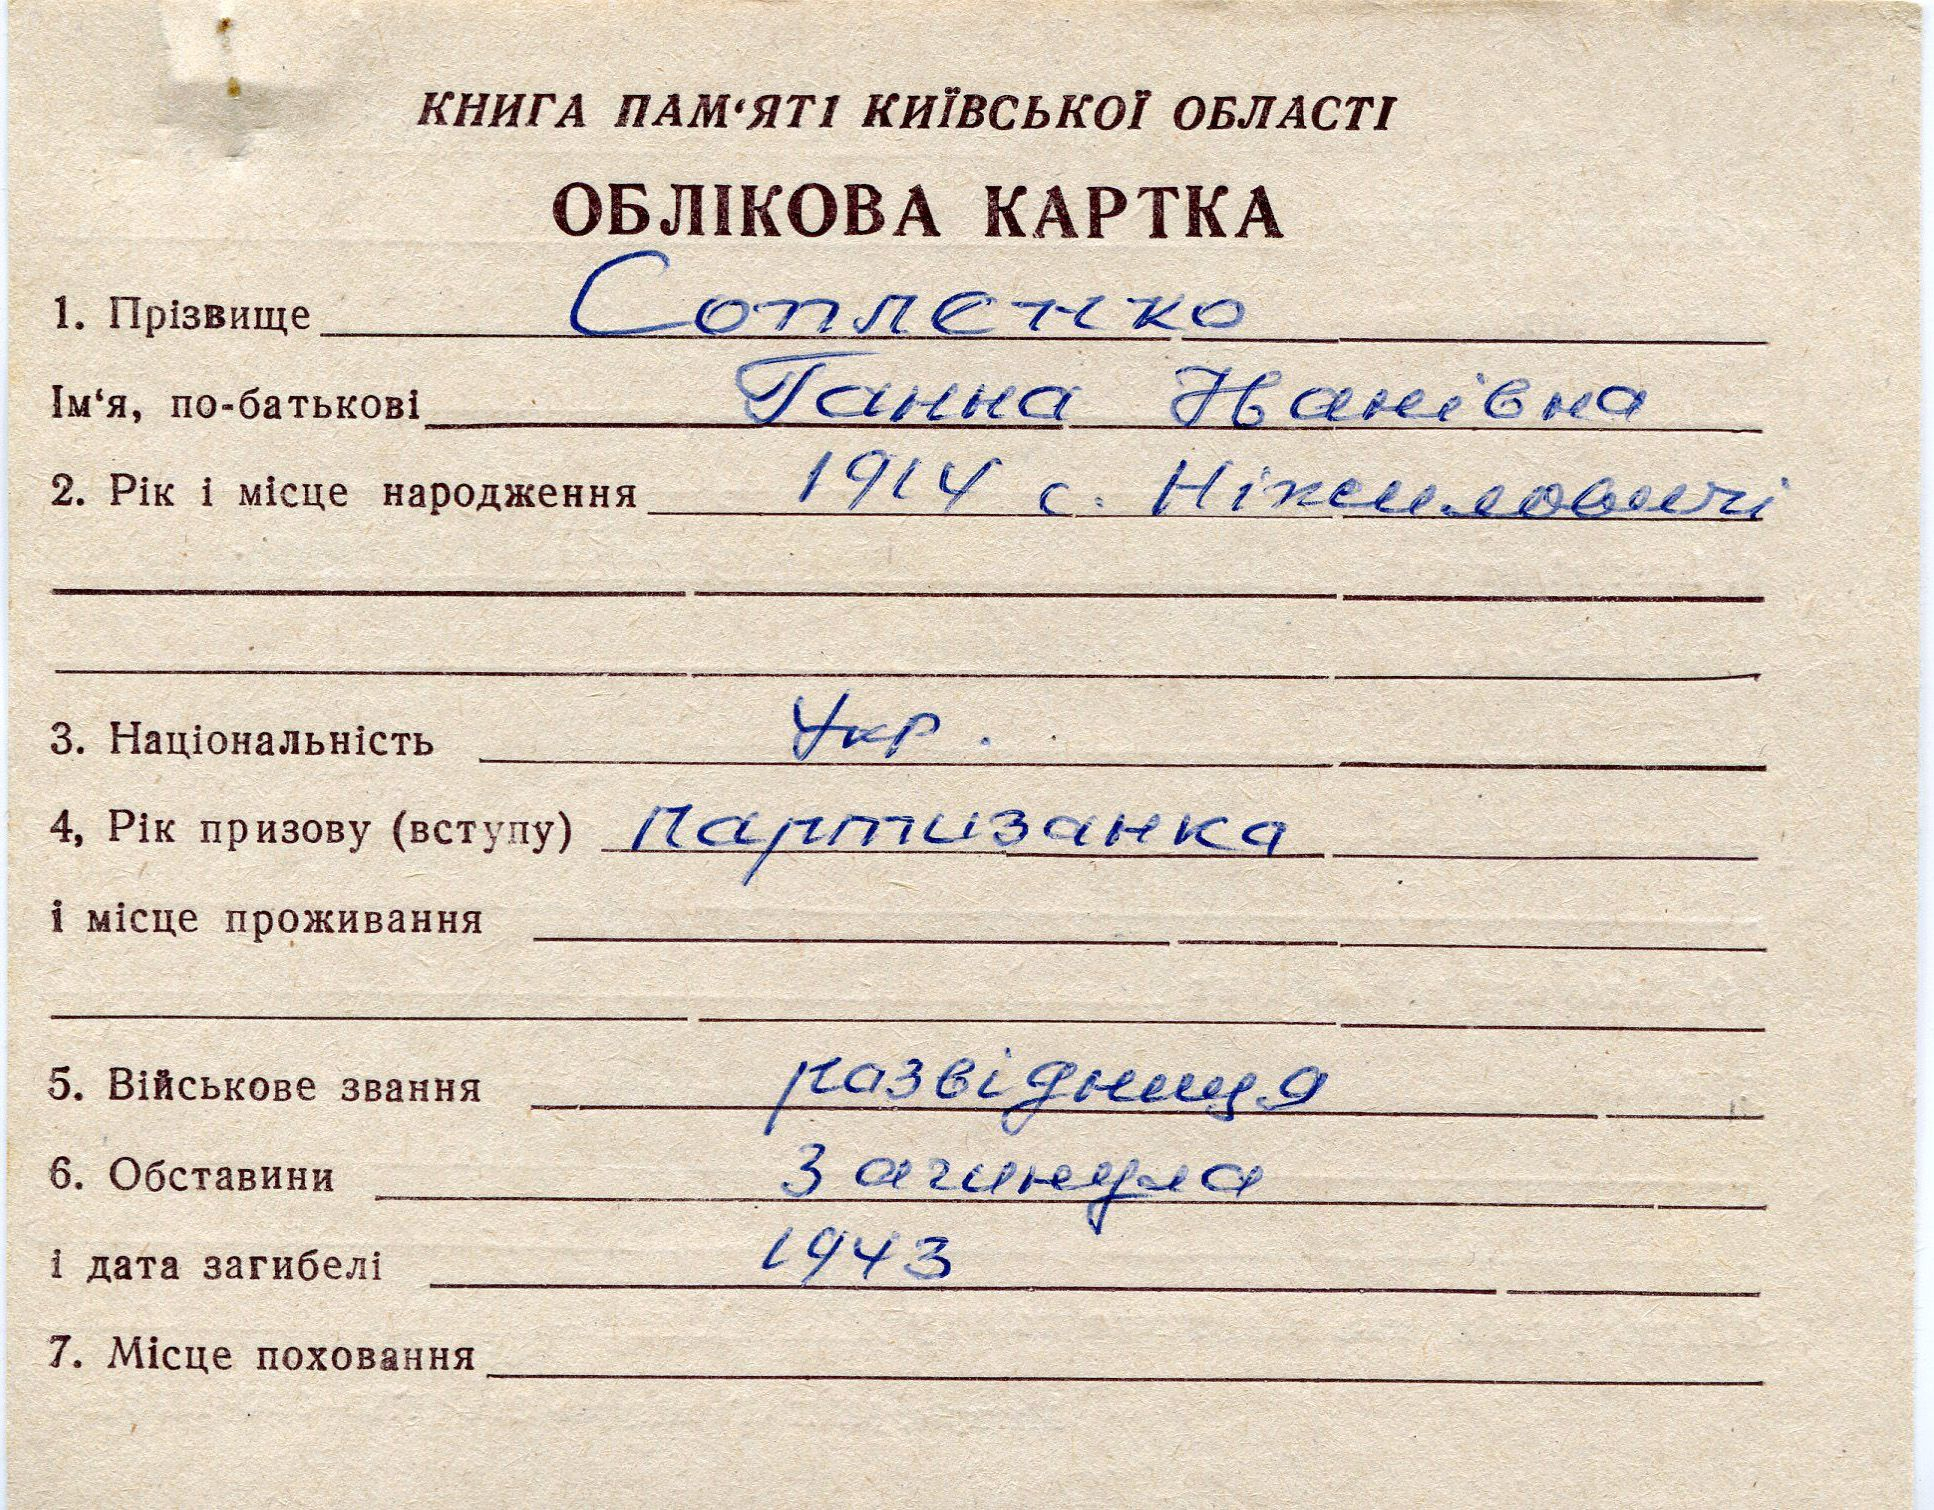 КНИГА ПАМ‘ЯТІ КИЇВСЬКОЇ ОБЛАСТІ
ОБЛІКОВА КАРТКА
1. Прізвище Сопленко
Ім‘я, по-батькові Ганна Іванівна
2. Рік і місце народження 1914 с. Ніжиловичі
3. Національність Укр.
4, Рік призову (вступу) партизанка
і місце проживання
5. Військове звання развідниця
6. Обставини Загинула
і дата загибелі 1943
7. Місце поховання